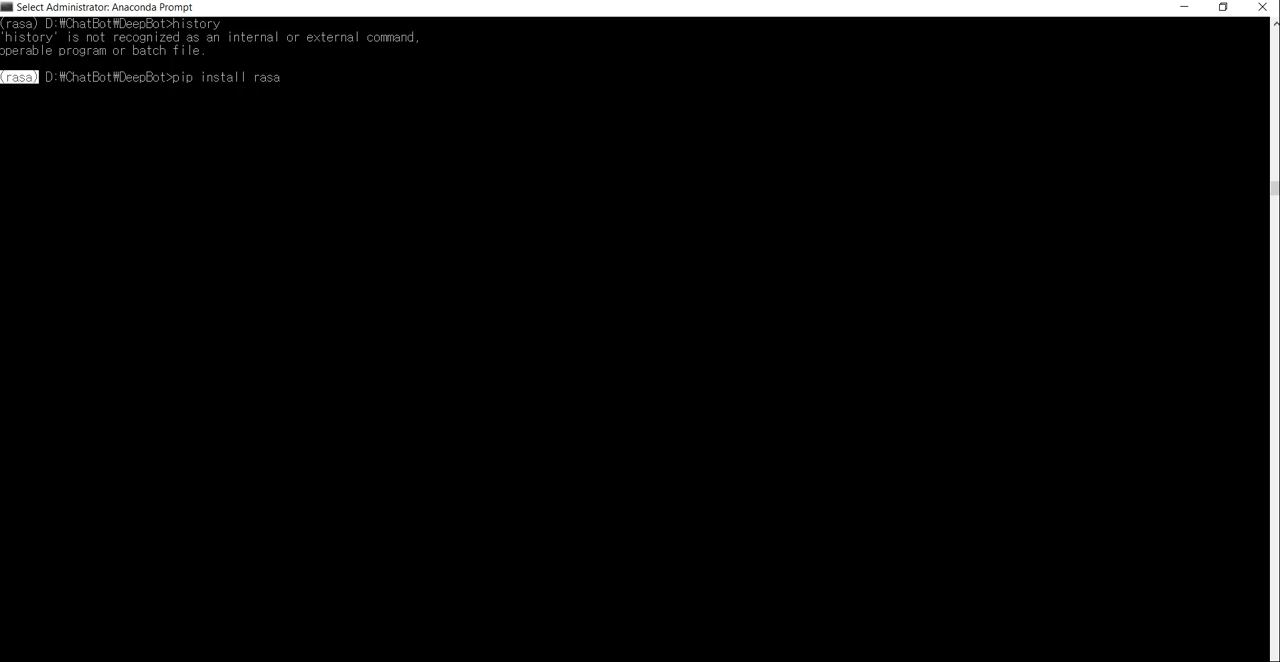 Select Administrator: Anaconda Prompt
(rasa) D:₩ChatBot₩DeepBot>history
'history' is not recognized as an internal or external command,
operable program or batch file.
(rasa) D:₩ChatBot₩DeepBot>pip install rasa